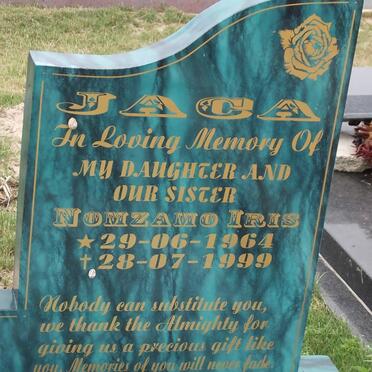 JACA
In Loving Memory Of
MY DAUGHTER AND
OUR SISTER
NOMZAMO IRIS
★ 29-06-1964
✝ 28-07-1999
Nobody can substitute you,
we thank the Almighty for
giving us a precious gift like
you. Memories of you will never fade.